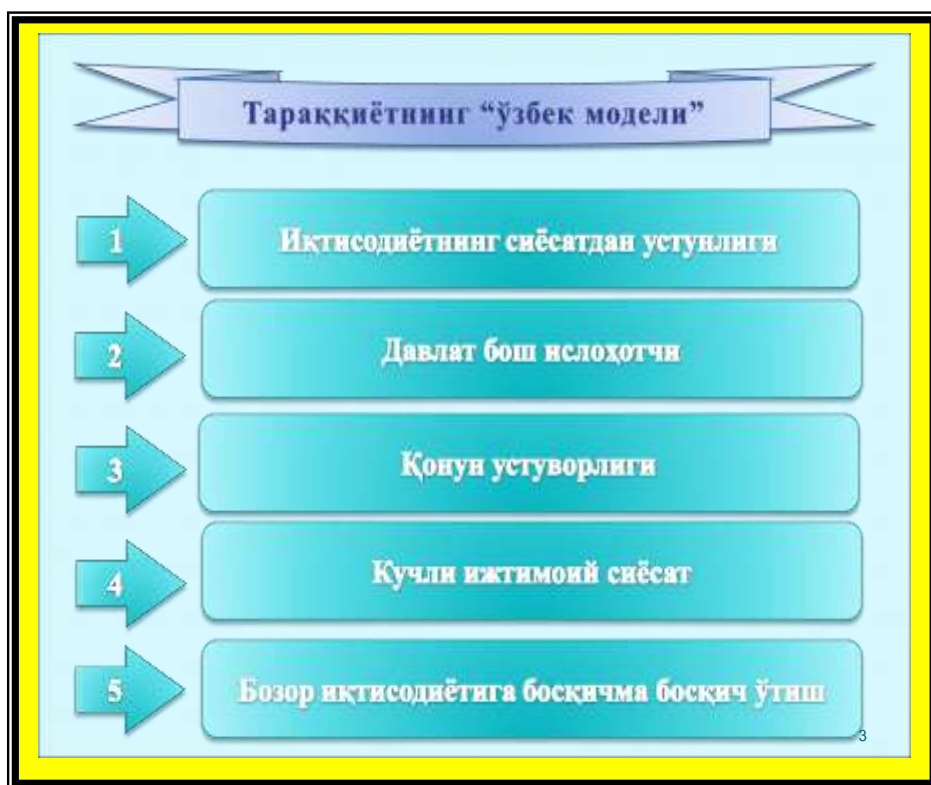 Тараққиётнинг “ўзбек модели”
1
Иқтисодиётнинг сиёсатдан устунлиги
2
Давлат бош ислоҳотчи
3
Қонун устуворлиги
4
Кучли ижтимоий сиёсат
5
Бозор иқтисодиётига босқичма босқич ўтиш
3